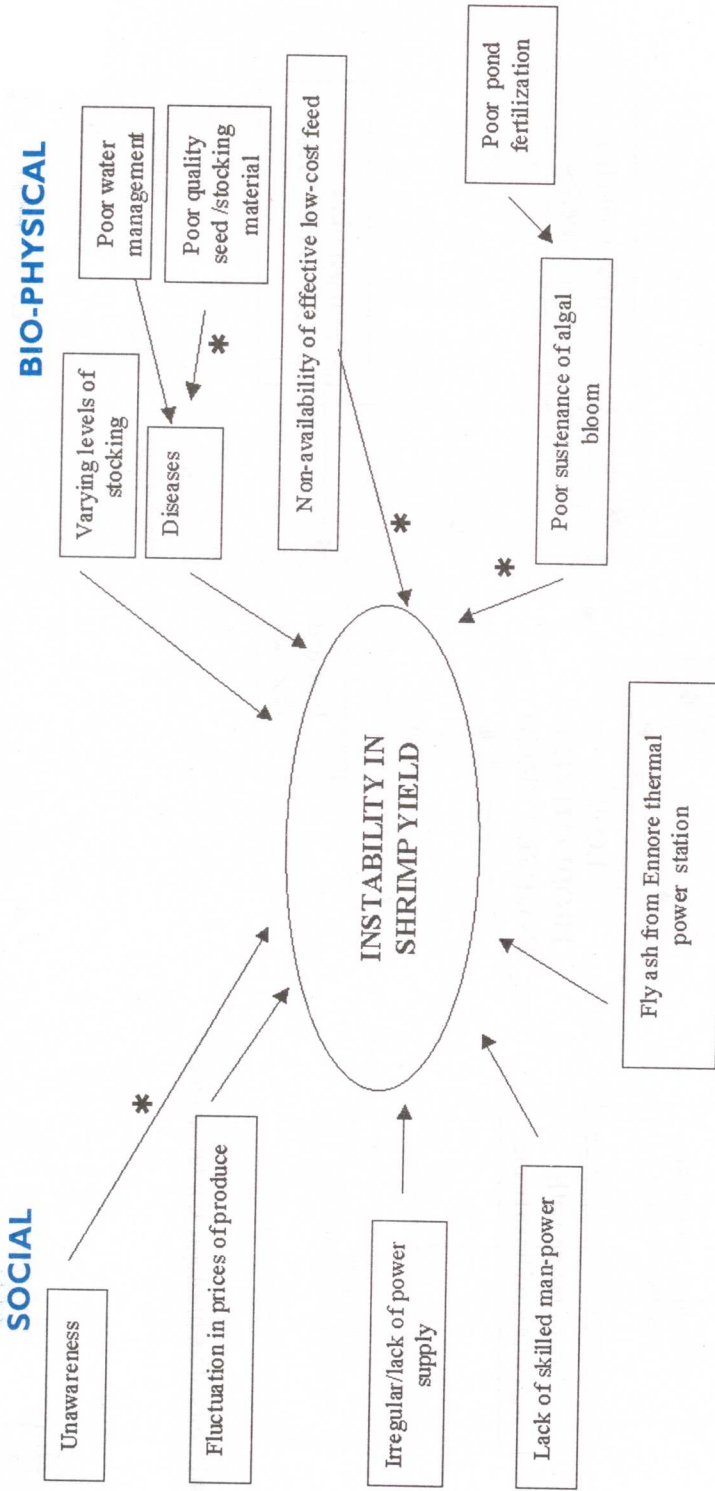 SOCIAL
BIO-PHYSICAL
Unawareness
*
Fluctuation in prices of produce
Irregular/lack of power
supply
Lack of skilled man-power
INSTABILITY IN
SHRIMP YIELD
Fly ash from Ennore thermal
power station
Varying levels of
stocking
Poor water
management
Diseases
*
Poor quality
seed /stocking
material
Non-availability of effective low-cost feed
*
*
Poor sustenance of algal
bloom
Poor pond
fertilization